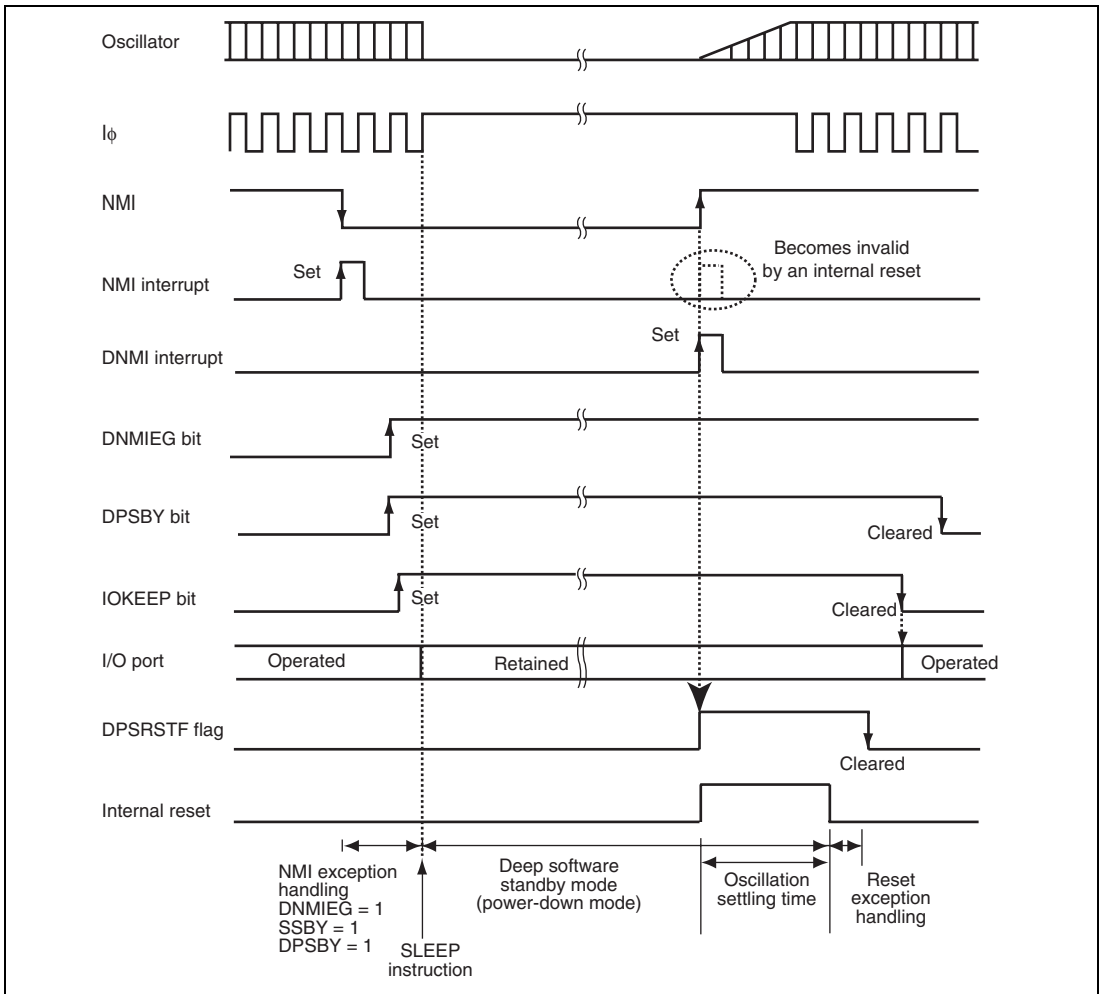 Oscillator
Iϕ
NMI
Becomes invalid
by an internal reset
NMI interrupt
Set
DNMI interrupt
Set
DNMIEG bit
Set
DPSBY bit
Set
Cleared
IOKEEP bit
Set
Cleared
I/O port
Operated
Retained
Operated
DPSRSTF flag
Cleared
Internal reset
NMI exception
handling
DNMIEG = 1
SSBY = 1
DPSBY = 1
SLEEP
instruction
Deep software
standby mode
(power-down mode)
Oscillation
settling time
Reset
exception
handling